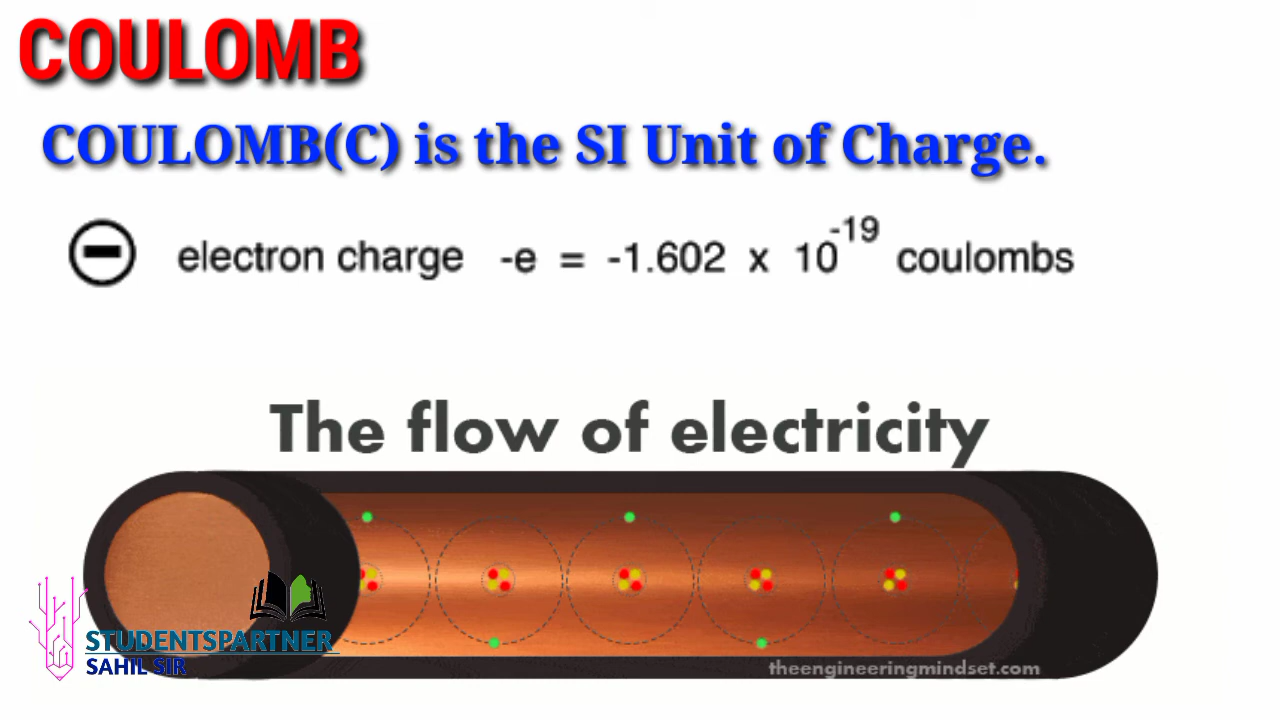 COULOMB
COULOMB(C) is the SI Unit of Charge.
electron charge -e = -1.602 x 10⁻¹⁹ coulombs
The flow of electricity
STUDENTSPARTNER
SAHIL SIR
theengineeringmindset.com